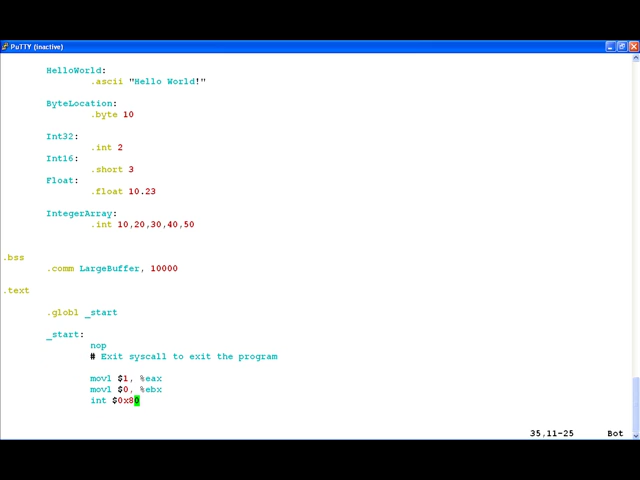 PuTTY (inactive)
HelloWorld:
.ascii "Hello World!"
ByteLocation:
.byte 10
Int32:
.int 2
Int16:
.short 3
Float:
.float 10.23
IntegerArray:
.int 10,20,30,40,50
.bss
.comm LargeBuffer, 10000
.text
.globl _start
_start:
nop
# Exit syscall to exit the program
movl $1, %eax
movl $0, %ebx
int $0x80
35,11-25 Bot